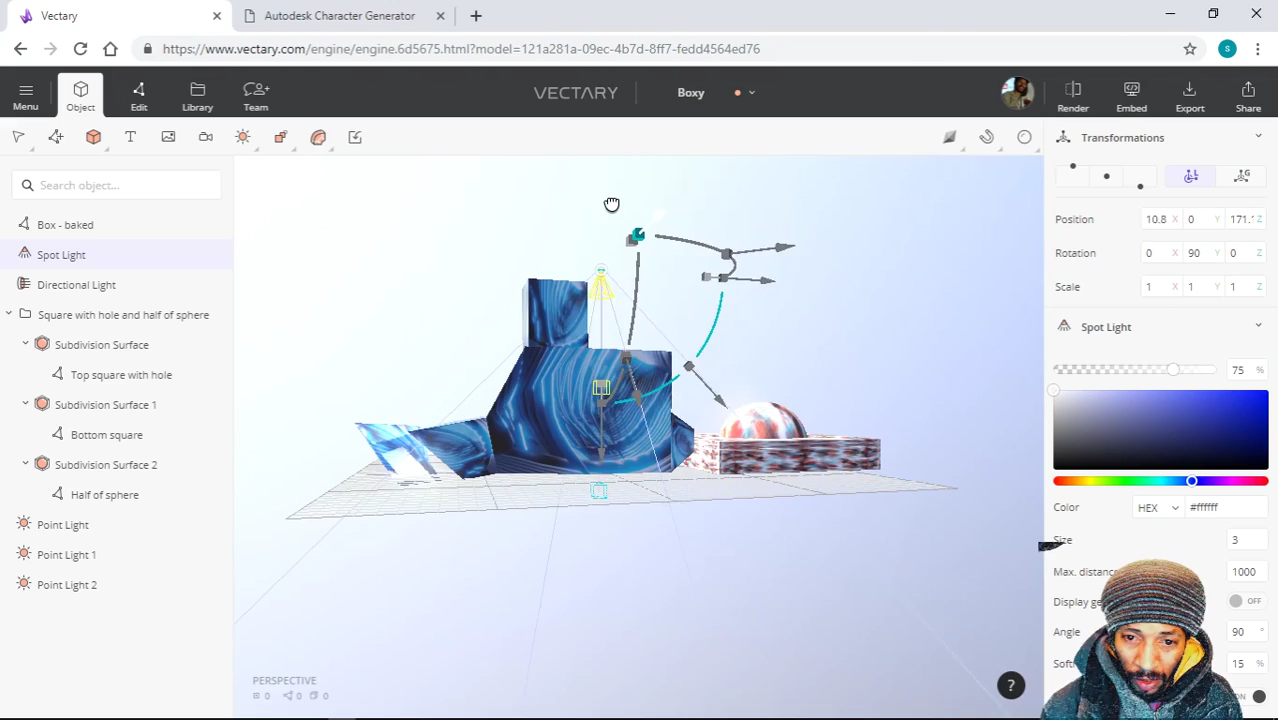 Vectary
Autodesk Character Generator
https://www.vectary.com/engine/engine.6d5675.html?model=121a281a-09ec-4b7d-8ff7-fedd4564ed76
S
Menu
Object
Edit
Library
Team
VECTARY
Boxy
Render
Embed
Export
Share
T
Search object...
Box - baked
Spot Light
Directional Light
Square with hole and half of sphere
Subdivision Surface
Top square with hole
Subdivision Surface 1
Bottom square
Subdivision Surface 2
Half of sphere
Point Light
Point Light 1
Point Light 2
PERSPECTIVE
0 0 0
?
Transformations
L G
Position 10.8 X 0 Y 171. Z
Rotation 0 X 90 Y 0 Z
Scale 1 X 1 Y 1 Z
Spot Light
75 %
Color HEX #ffffff
Size 3
Max. distance 1000
Display OFF
Angle 90 °
15 %